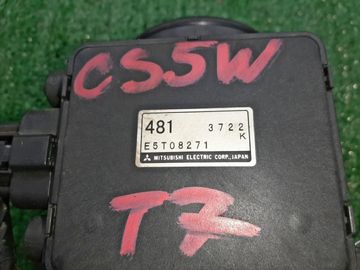 CS5W
481 3722
E5T08271 K
MITSUBISHI ELECTRIC CORP., JAPAN
T7